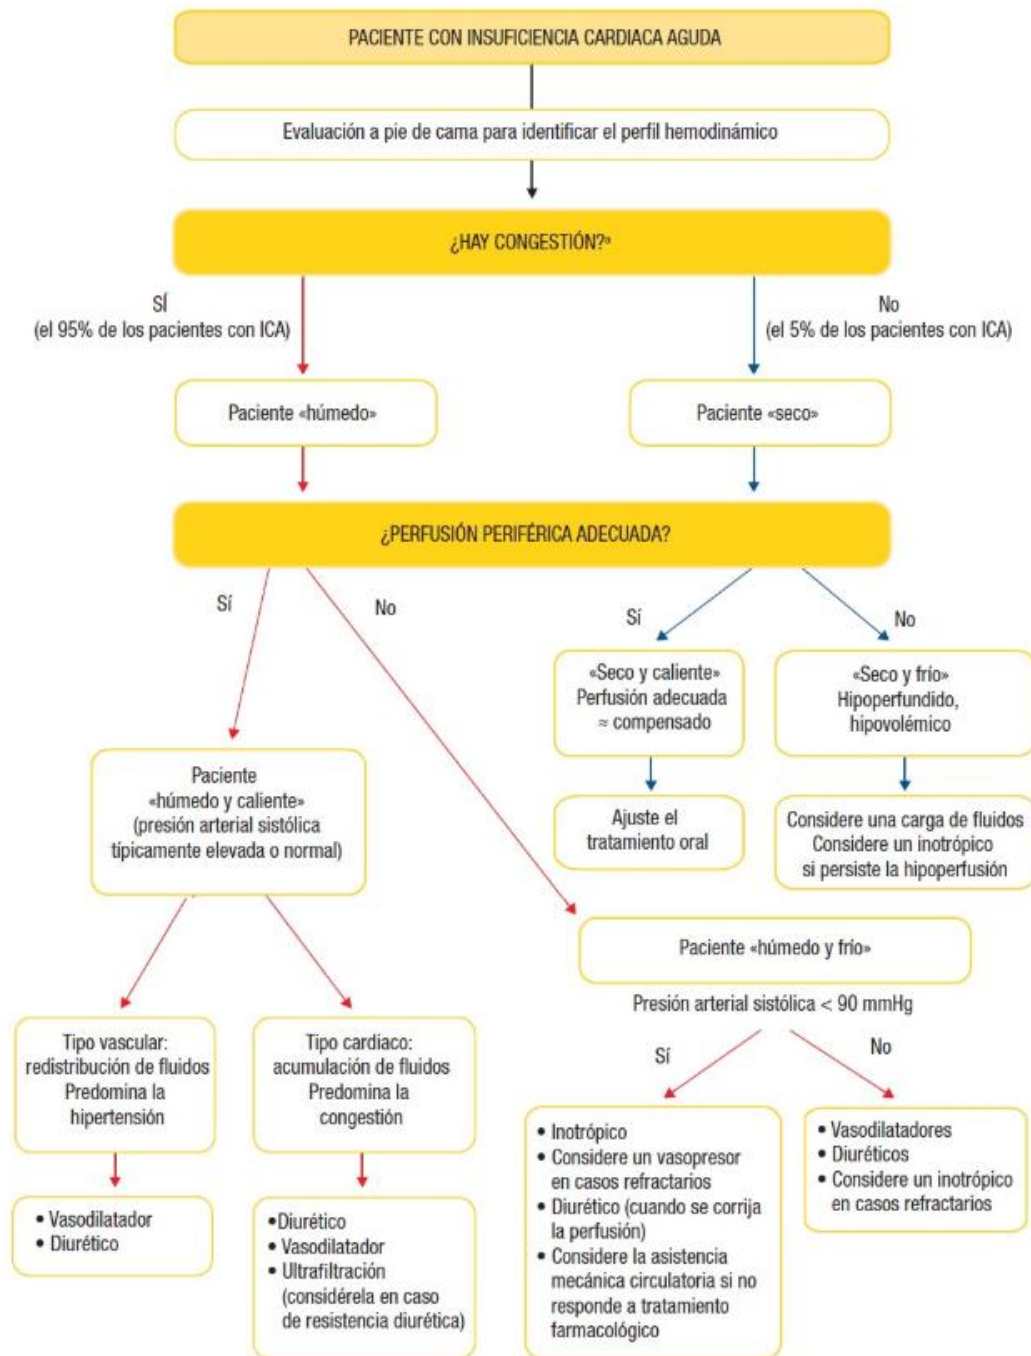 PACIENTE CON INSUFICIENCIA CARDIACA AGUDA
Evaluación a pie de cama para identificar el perfil hemodinámico
¿HAY CONGESTIÓN?ª
SÍ
(el 95% de los pacientes con ICA)
No
(el 5% de los pacientes con ICA)
Paciente «húmedo»
Paciente «seco»
¿PERFUSIÓN PERIFÉRICA ADECUADA?
Sí
No
Sí
No
«Seco y caliente»
Perfusión adecuada
≈ compensado
«Seco y frío»
Hipoperfundido,
hipovolémico
Paciente
«húmedo y caliente»
(presión arterial sistólica
típicamente elevada o normal)
Ajuste el
tratamiento oral
Considere una carga de fluidos
Considere un inotrópico
si persiste la hipoperfusión
Paciente «húmedo y frío»
Presión arterial sistólica < 90 mmHg
Sí
No
Tipo vascular:
redistribución de fluidos
Predomina la
hipertensión
Tipo cardiaco:
acumulación de fluidos
Predomina la
congestión
• Vasodilatador
• Diurético
•Diurético
• Vasodilatador
• Ultrafiltración
(considérela en caso
de resistencia diurética)
• Inotrópico
• Considere un vasopresor
en casos refractarios
• Diurético (cuando se corrija
la perfusión)
• Considere la asistencia
mecánica circulatoria si no
responde a tratamiento
farmacológico
• Vasodilatadores
• Diuréticos
• Considere un inotrópico
en casos refractarios